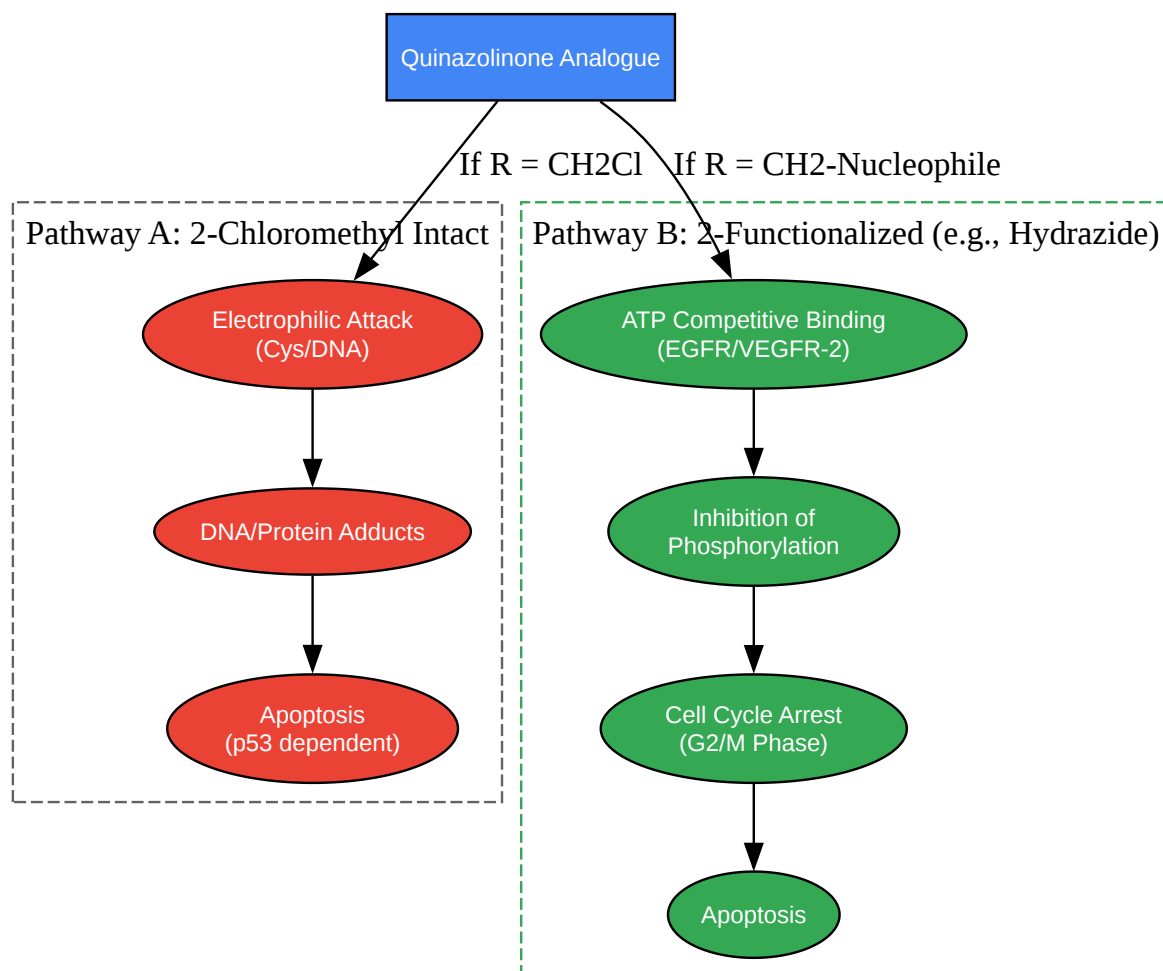 Quinazolinone Analogue
If R = CH2Cl
If R = CH2-Nucleophile
Pathway A: 2-Chloromethyl Intact
Pathway B: 2-Functionalized (e.g., Hydrazide)
Electrophilic Attack
(Cys/DNA)
ATP Competitive Binding
(EGFR/VEGFR-2)
DNA/Protein Adducts
Inhibition of
Phosphorylation
Apoptosis
(p53 dependent)
Cell Cycle Arrest
(G2/M Phase)
Apoptosis